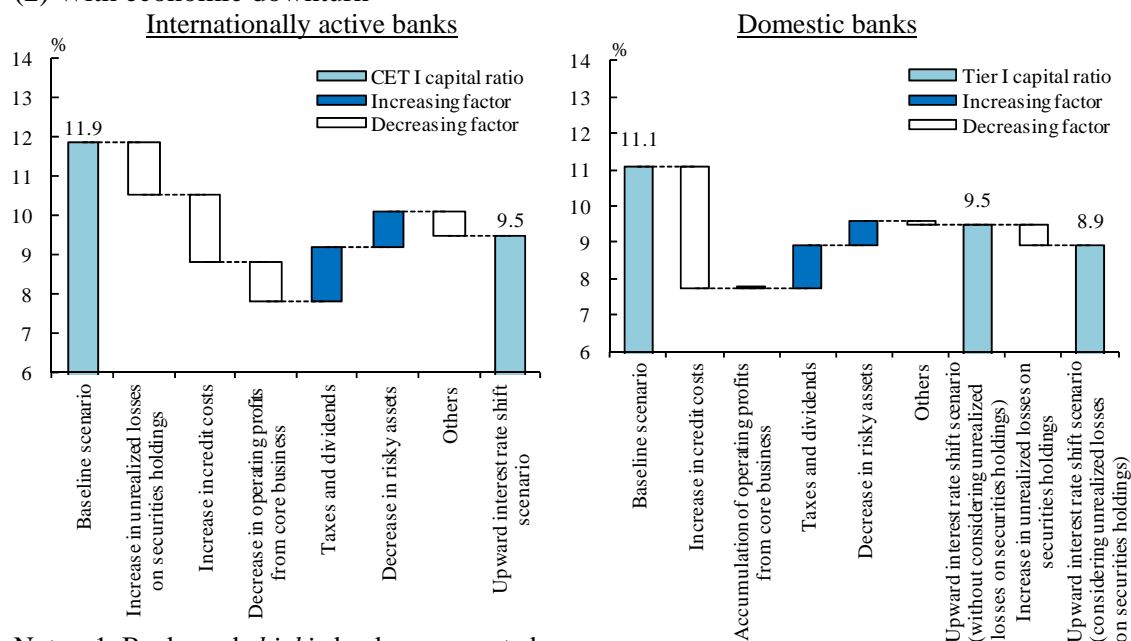 (2) With economic downturn
Internationally active banks
%
14
13
12
11
10
9
8
7
6
CET I capital ratio
Increasing factor
Decreasing factor
11.9
9.5
Baseline scenario
Increase in unrealized losses
on securities holdings
Increase in credit costs
Decrease in operating profits
from core business
Taxes and dividends
Decrease in risky assets
Others
Upward interest rate shift
scenario
Domestic banks
%
14
13
12
11
10
9
8
7
6
Tier I capital ratio
Increasing factor
Decreasing factor
11.1
9.5
8.9
Baseline scenario
Increase in credit costs
Accumulation of operating profits
from core business
Taxes and dividends
Decrease in risky assets
Others
Upward interest rate shift scenario
(without considering unrealized
losses on securities holdings)
Increase in unrealized losses on
securities holdings
Upward interest rate shift scenario
(considering unrealized losses
on securities holdings)